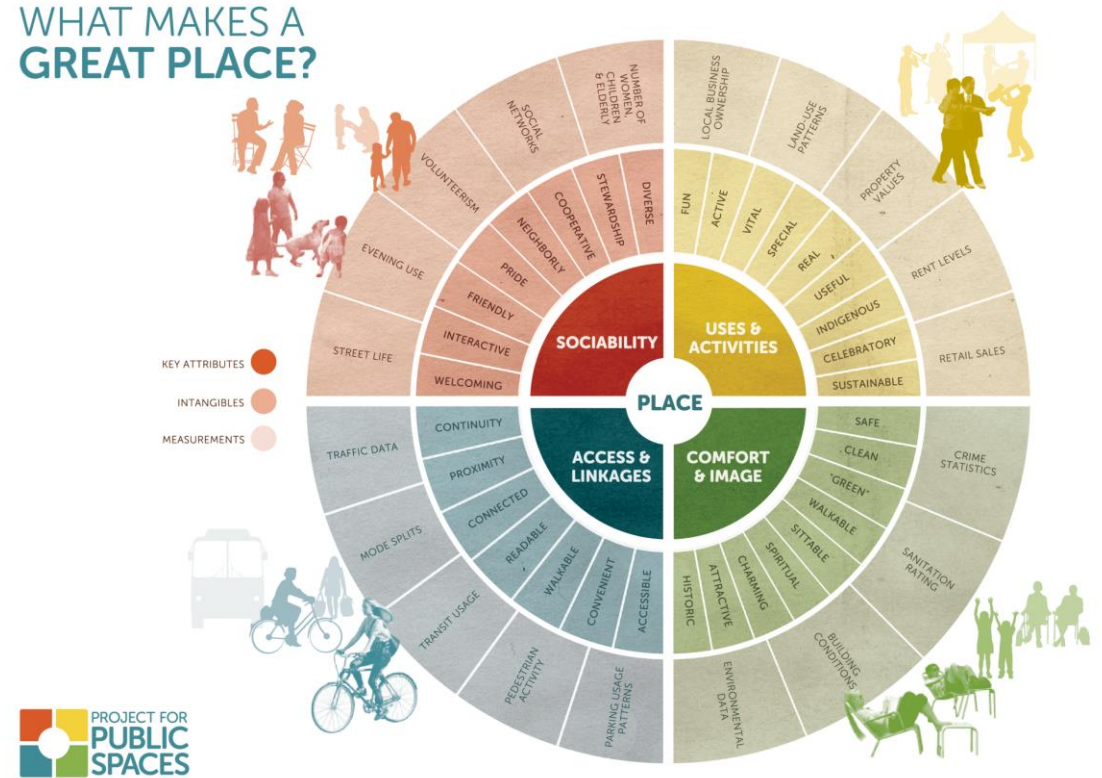 WHAT MAKES A
GREAT PLACE?
KEY ATTRIBUTES
INTANGIBLES
MEASUREMENTS
PLACE
SOCIABILITY
USES &
ACTIVITIES
ACCESS &
LINKAGES
COMFORT
& IMAGE
WELCOMING
INTERACTIVE
FRIENDLY
PRIDE
NEIGHBORLY
COOPERATIVE
STEWARDSHIP
DIVERSE
STREET LIFE
EVENING USE
VOLUNTEERISM
SOCIAL
NETWORKS
NUMBER OF
WOMEN,
CHILDREN
& ELDERLY
FUN
ACTIVE
VITAL
SPECIAL
REAL
USEFUL
INDIGENOUS
CELEBRATORY
SUSTAINABLE
LOCAL BUSINESS
OWNERSHIP
LAND-USE
PATTERNS
PROPERTY
VALUES
RENT LEVELS
RETAIL SALES
CONTINUITY
PROXIMITY
CONNECTED
READABLE
WALKABLE
CONVENIENT
ACCESSIBLE
TRAFFIC DATA
MODE SPLITS
TRANSIT USAGE
PEDESTRIAN
ACTIVITY
PARKING USAGE
PATTERNS
SAFE
CLEAN
"GREEN"
WALKABLE
SITTABLE
SPIRITUAL
CHARMING
ATTRACTIVE
HISTORIC
CRIME
STATISTICS
SANITATION
RATING
BUILDING
CONDITIONS
ENVIRONMENTAL
DATA
PROJECT FOR
PUBLIC
SPACES